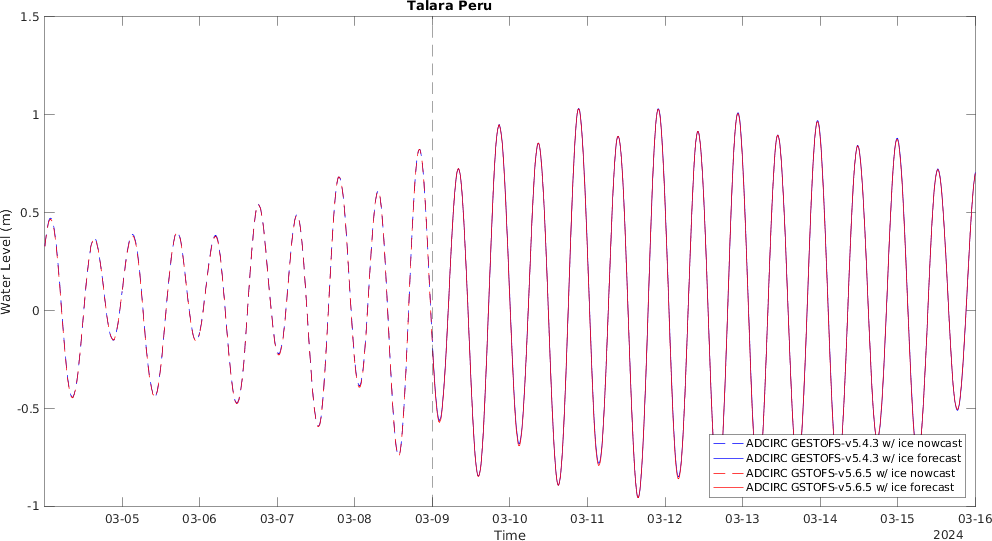 Talara Peru
1.5
1
0.5
0
-0.5
-1
Water Level (m)
ADCIRC GESTOFS-v5.4.3 w/ ice nowcast
ADCIRC GESTOFS-v5.4.3 w/ ice forecast
ADCIRC GSTOFS-v5.6.5 w/ ice nowcast
ADCIRC GSTOFS-v5.6.5 w/ ice forecast
03-05 03-06 03-07 03-08 03-09 03-10 03-11 03-12 03-13 03-14 03-15 03-16
Time
2024